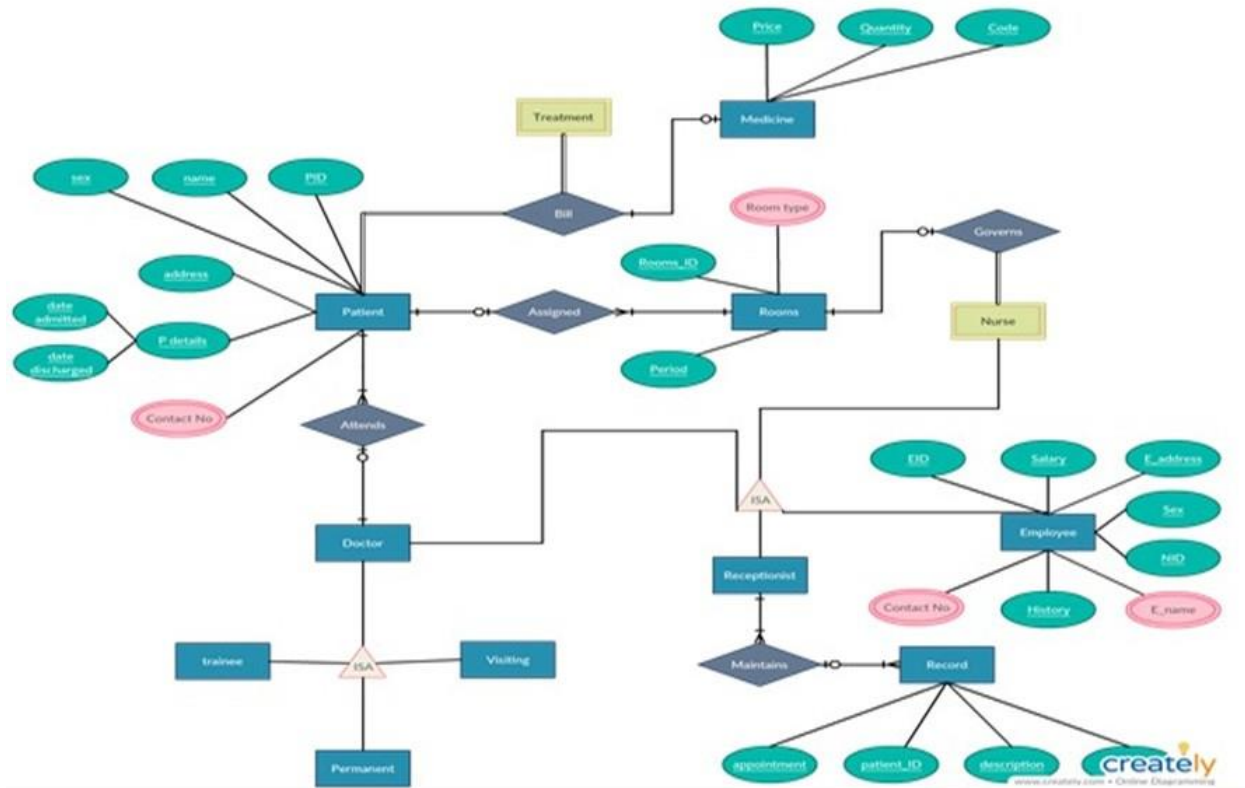 Price
Quantity
Code
Treatment
Medicine
sex
name
PID
Room type
Bill
Governs
Rooms_ID
address
date
admitted
Patient
Assigned
Rooms
Nurse
P details
date
discharged
Period
Contact No
Attends
EID
Salary
E_address
ISA
Sex
Doctor
Employee
NID
Receptionist
Contact No
History
E_name
trainee
ISA
Visiting
Maintains
Record
Permanent
appointment
patient_ID
description
creately
www.creately.com • Online Diagramming